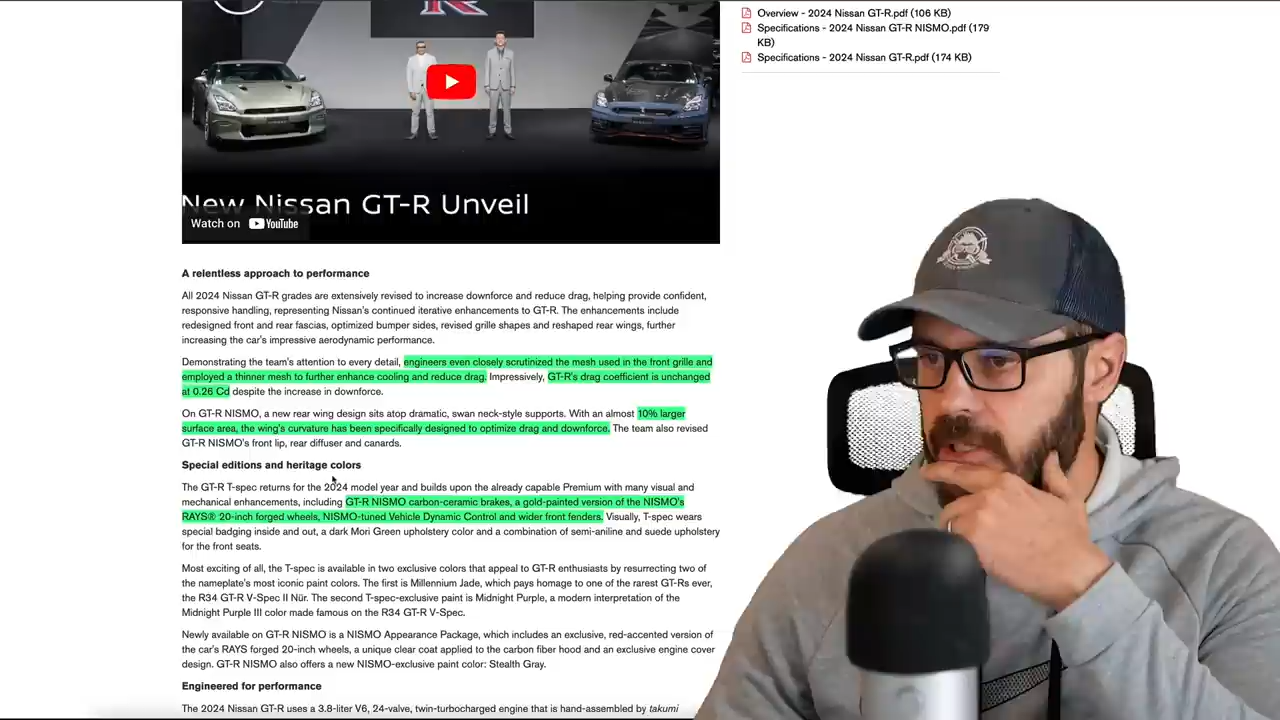 R
New Nissan GT-R Unveil
Watch on YouTube
Overview - 2024 Nissan GT-R.pdf (106 KB)
Specifications - 2024 Nissan GT-R NISMO.pdf (179
KB)
Specifications - 2024 Nissan GT-R.pdf (174 KB)
A relentless approach to performance
All 2024 Nissan GT-R grades are extensively revised to increase downforce and reduce drag, helping provide confident,
responsive handling, representing Nissan's continued iterative enhancements to GT-R. The enhancements include
redesigned front and rear fascias, optimized bumper sides, revised grille shapes and reshaped rear wings, further
increasing the car's impressive aerodynamic performance.
Demonstrating the team's attention to every detail, engineers even closely scrutinized the mesh used in the front grille and
employed a thinner mesh to further enhance cooling and reduce drag. Impressively, GT-R's drag coefficient is unchanged
at 0.26 Cd despite the increase in downforce.
On GT-R NISMO, a new rear wing design sits atop dramatic, swan neck-style supports. With an almost 10% larger
surface area, the wing's curvature has been specifically designed to optimize drag and downforce. The team also revised
GT-R NISMO's front lip, rear diffuser and canards.
Special editions and heritage colors
The GT-R T-spec returns for the 2024 model year and builds upon the already capable Premium with many visual and
mechanical enhancements, including GT-R NISMO carbon-ceramic brakes, a gold-painted version of the NISMO's
RAYS® 20-inch forged wheels, NISMO-tuned Vehicle Dynamic Control and wider front fenders. Visually, T-spec wears
special badging inside and out, a dark Mori Green upholstery color and a combination of semi-aniline and suede upholstery
for the front seats.
Most exciting of all, the T-spec is available in two exclusive colors that appeal to GT-R enthusiasts by resurrecting two of
the nameplate's most iconic paint colors. The first is Millennium Jade, which pays homage to one of the rarest GT-Rs ever,
the R34 GT-R V-Spec II Nür. The second T-spec-exclusive paint is Midnight Purple, a modern interpretation of the
Midnight Purple III color made famous on the R34 GT-R V-Spec.
Newly available on GT-R NISMO is a NISMO Appearance Package, which includes an exclusive, red-accented version of
the car's RAYS forged 20-inch wheels, a unique clear coat applied to the carbon fiber hood and an exclusive engine cover
design. GT-R NISMO also offers a new NISMO-exclusive paint color: Stealth Gray.
Engineered for performance
The 2024 Nissan GT-R uses a 3.8-liter V6, 24-valve, twin-turbocharged engine that is hand-assembled by takumi